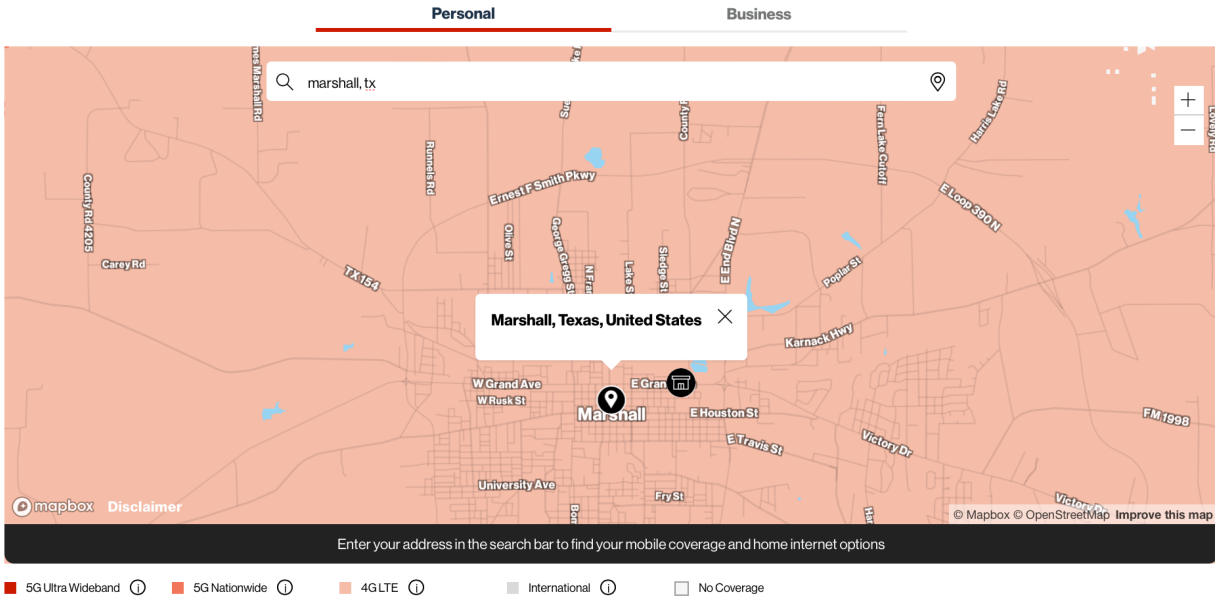 Personal
Business
marshall, tx
County Rd 4205
Carey Rd
TX 154
Runnels Rd
Ernest F Smith Pkwy
Olive St
George Gregg St
Lake S
Sledge St
E End Blvd N
Fern Lake Cutoff
Harris Lake Rd
E Loop 390 N
Poplar St
Karnack Hwy
Marshall, Texas, United States
W Grand Ave
E Gran
W Rusk St
Marshall
E Houston St
E Travis St
Victory Dr
FM 1998
University Ave
Fry St
Victory Dr
mapbox
Disclaimer
© Mapbox © OpenStreetMap Improve this map
Enter your address in the search bar to find your mobile coverage and home internet options
5G Ultra Wideband
5G Nationwide
4G LTE
International
No Coverage